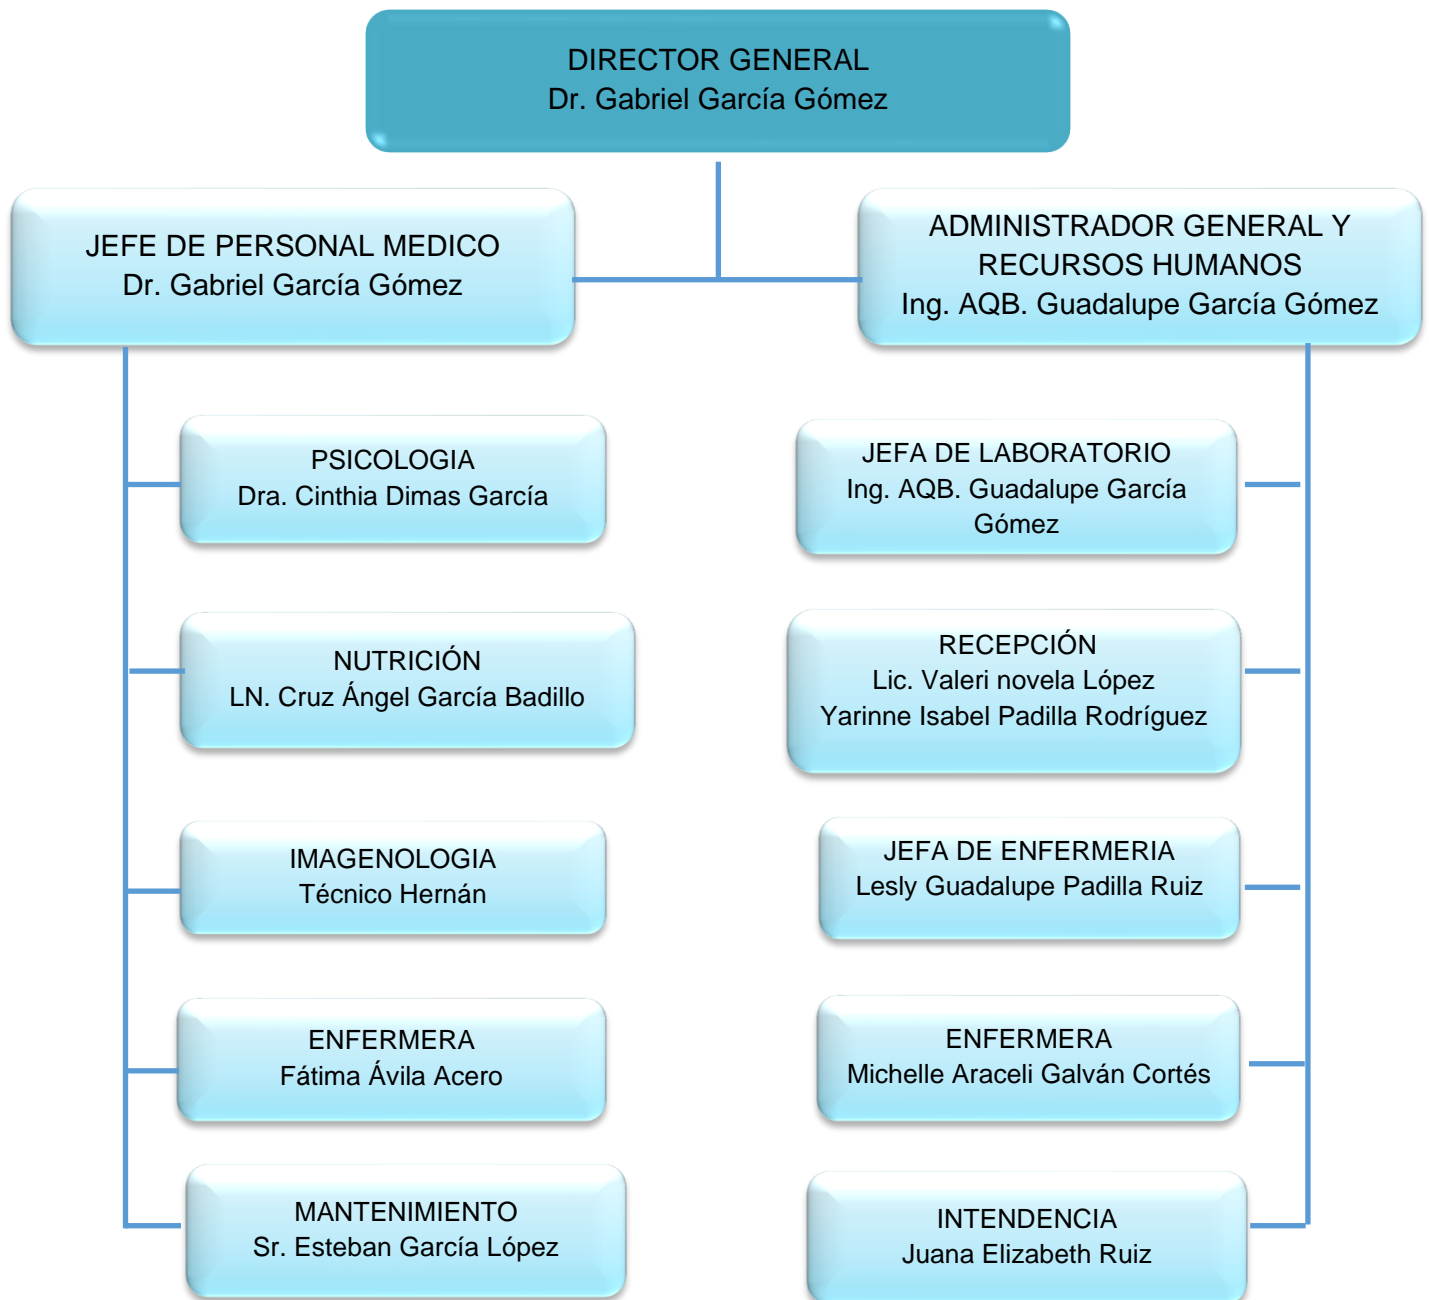 DIRECTOR GENERAL
Dr. Gabriel García Gómez
JEFE DE PERSONAL MEDICO
Dr. Gabriel García Gómez
ADMINISTRADOR GENERAL Y
RECURSOS HUMANOS
Ing. AQB. Guadalupe García Gómez
PSICOLOGIA
Dra. Cinthia Dimas García
JEFA DE LABORATORIO
Ing. AQB. Guadalupe García
Gómez
NUTRICIÓN
LN. Cruz Ángel García Badillo
RECEPCIÓN
Lic. Valeri novela López
Yarinne Isabel Padilla Rodríguez
IMAGENOLOGIA
Técnico Hernán
JEFA DE ENFERMERIA
Lesly Guadalupe Padilla Ruiz
ENFERMERA
Fátima Ávila Acero
ENFERMERA
Michelle Araceli Galván Cortés
MANTENIMIENTO
Sr. Esteban García López
INTENDENCIA
Juana Elizabeth Ruiz